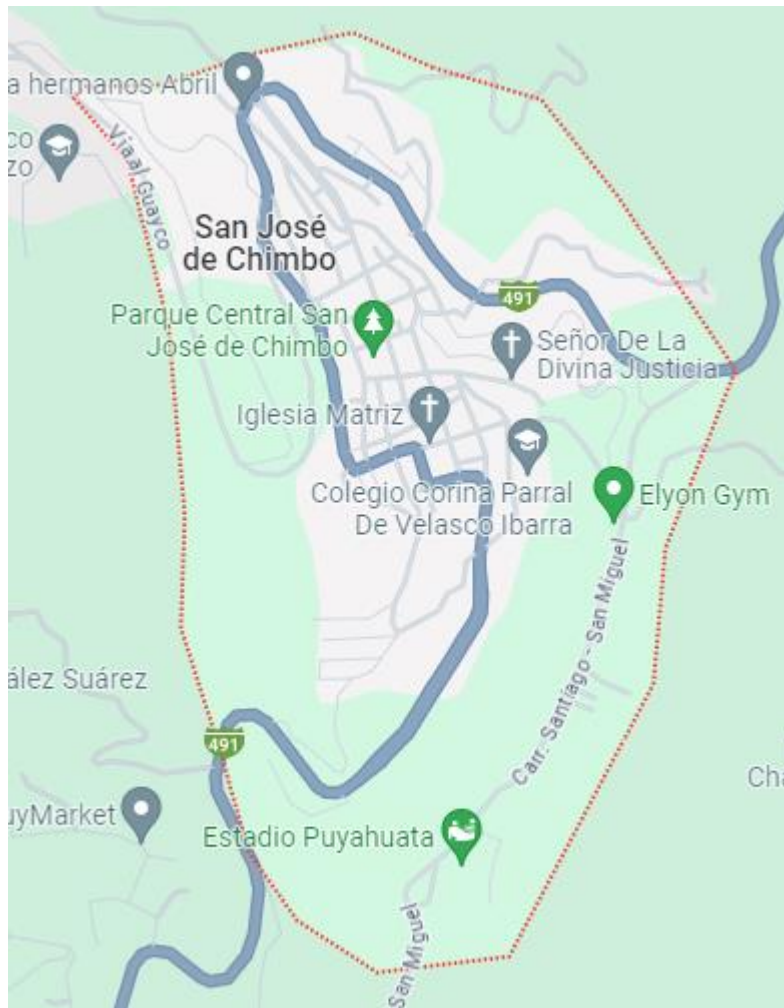 a hermanos Abril
co
zo
Vía al Guayco
San José
de Chimbo
491
Parque Central San
José de Chimbo
Señor De La
Divina Justicia
Iglesia Matriz
Colegio Corina Parral
De Velasco Ibarra
Elyon Gym
Carr. Santiago - San Miguel
ález Suárez
491
uyMarket
Cha
Estadio Puyahuata
San Miguel